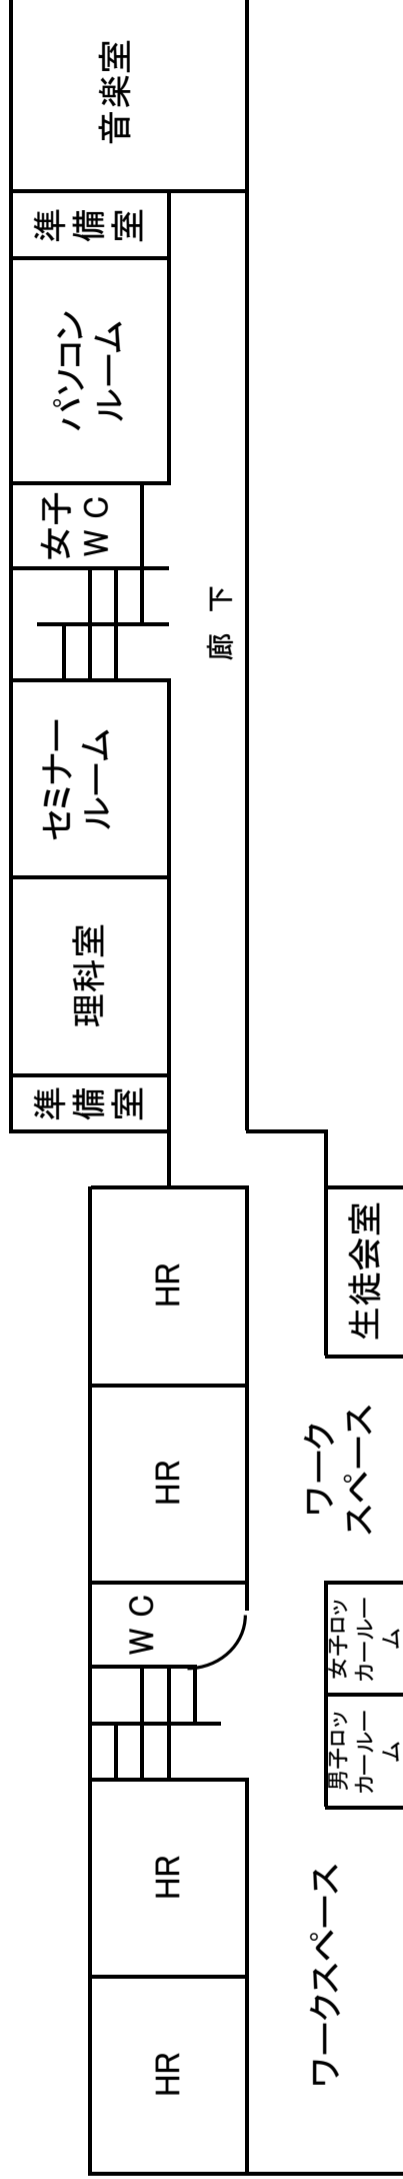 音楽室
準備室
パソコン
ルーム
女子
ＷＣ
廊下
セミナー
ルーム
理科室
準備室
HR
生徒会室
HR
ワーク
スペース
ＷＣ
女子ロッ
カールー
ム
男子ロッ
カールー
ム
HR
ワークスペース
HR